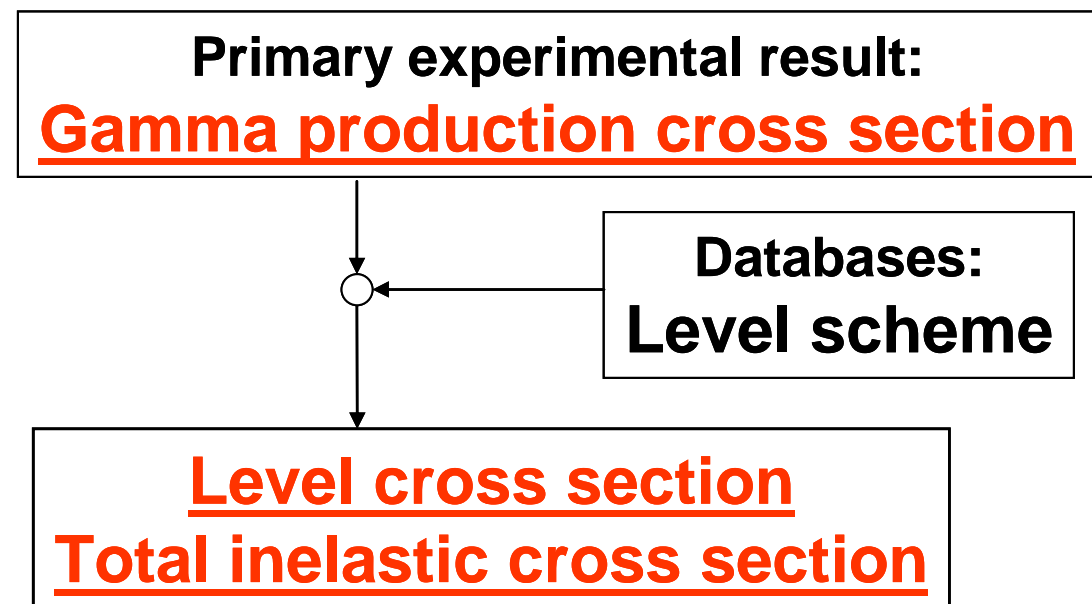 Primary experimental result:
Gamma production cross section
Databases:
Level scheme
Level cross section
Total inelastic cross section